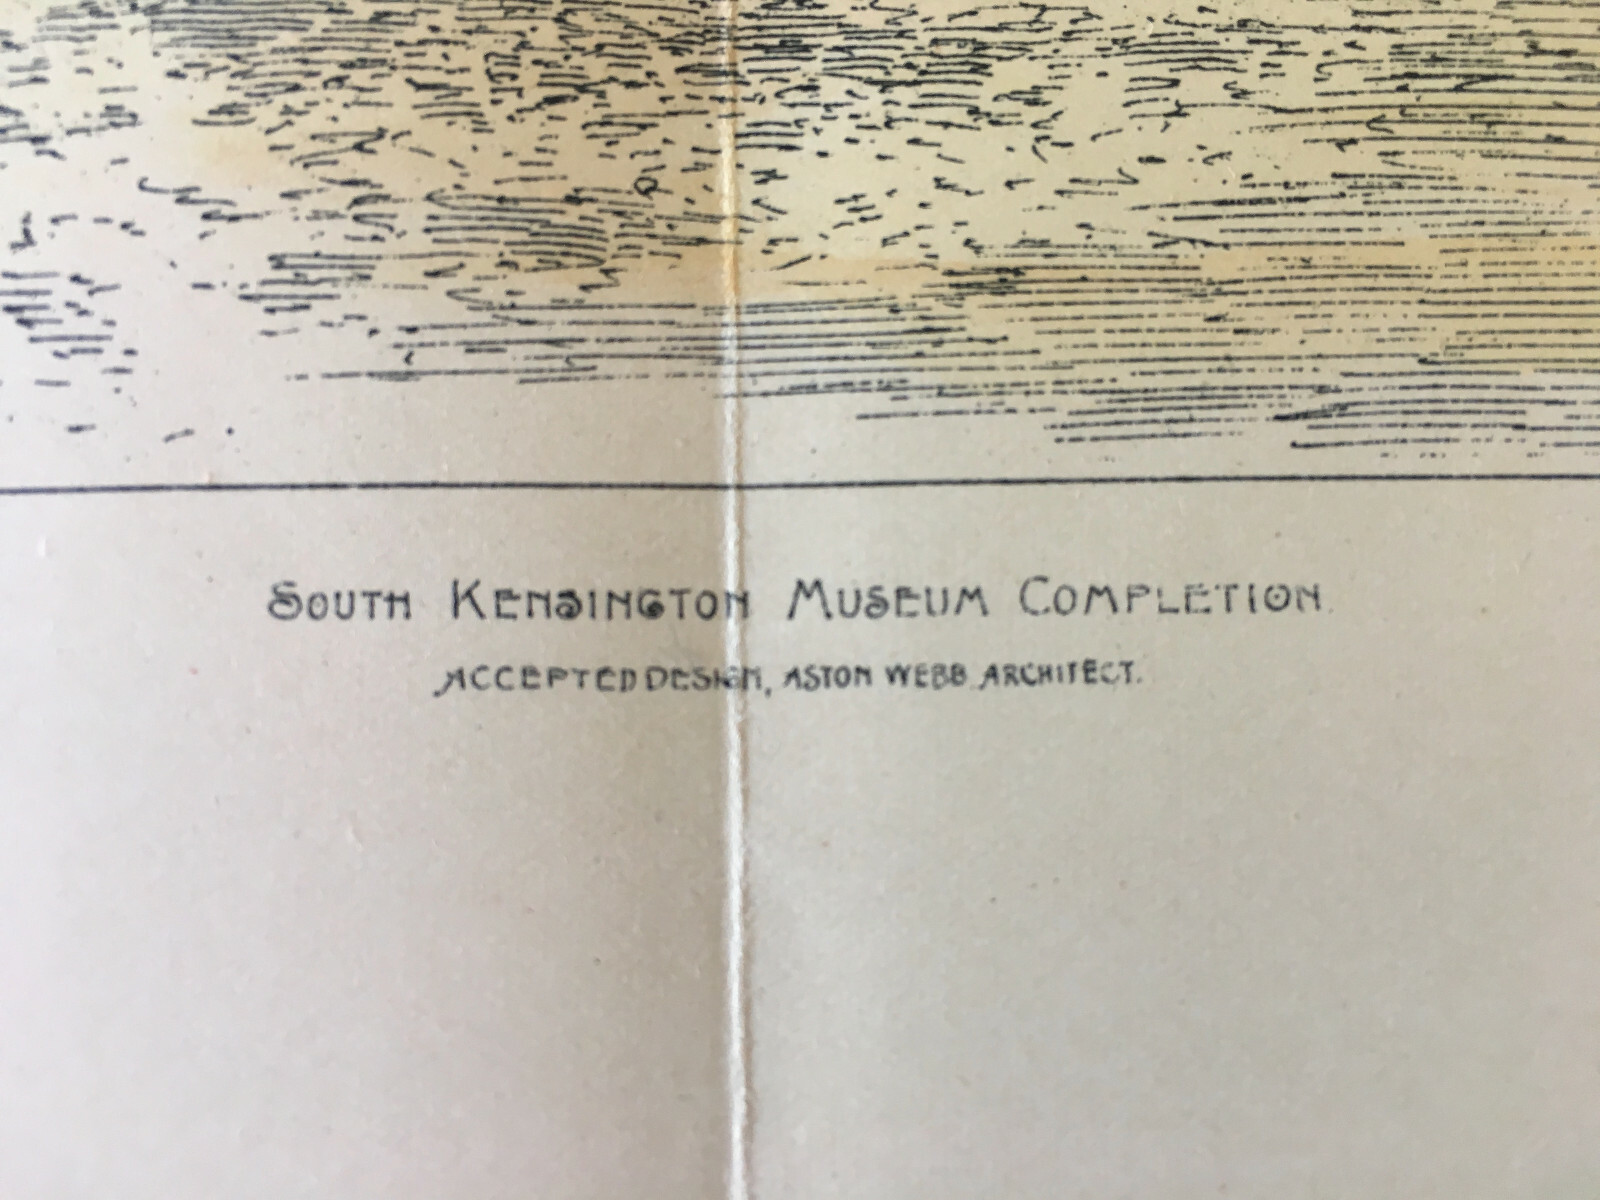 South Kensington Museum Completion.
Accepted Design, Aston Webb Architect.